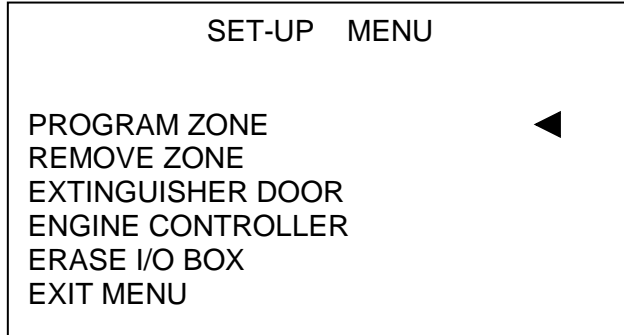 SET-UP MENU
PROGRAM ZONE ◄
REMOVE ZONE
EXTINGUISHER DOOR
ENGINE CONTROLLER
ERASE I/O BOX
EXIT MENU